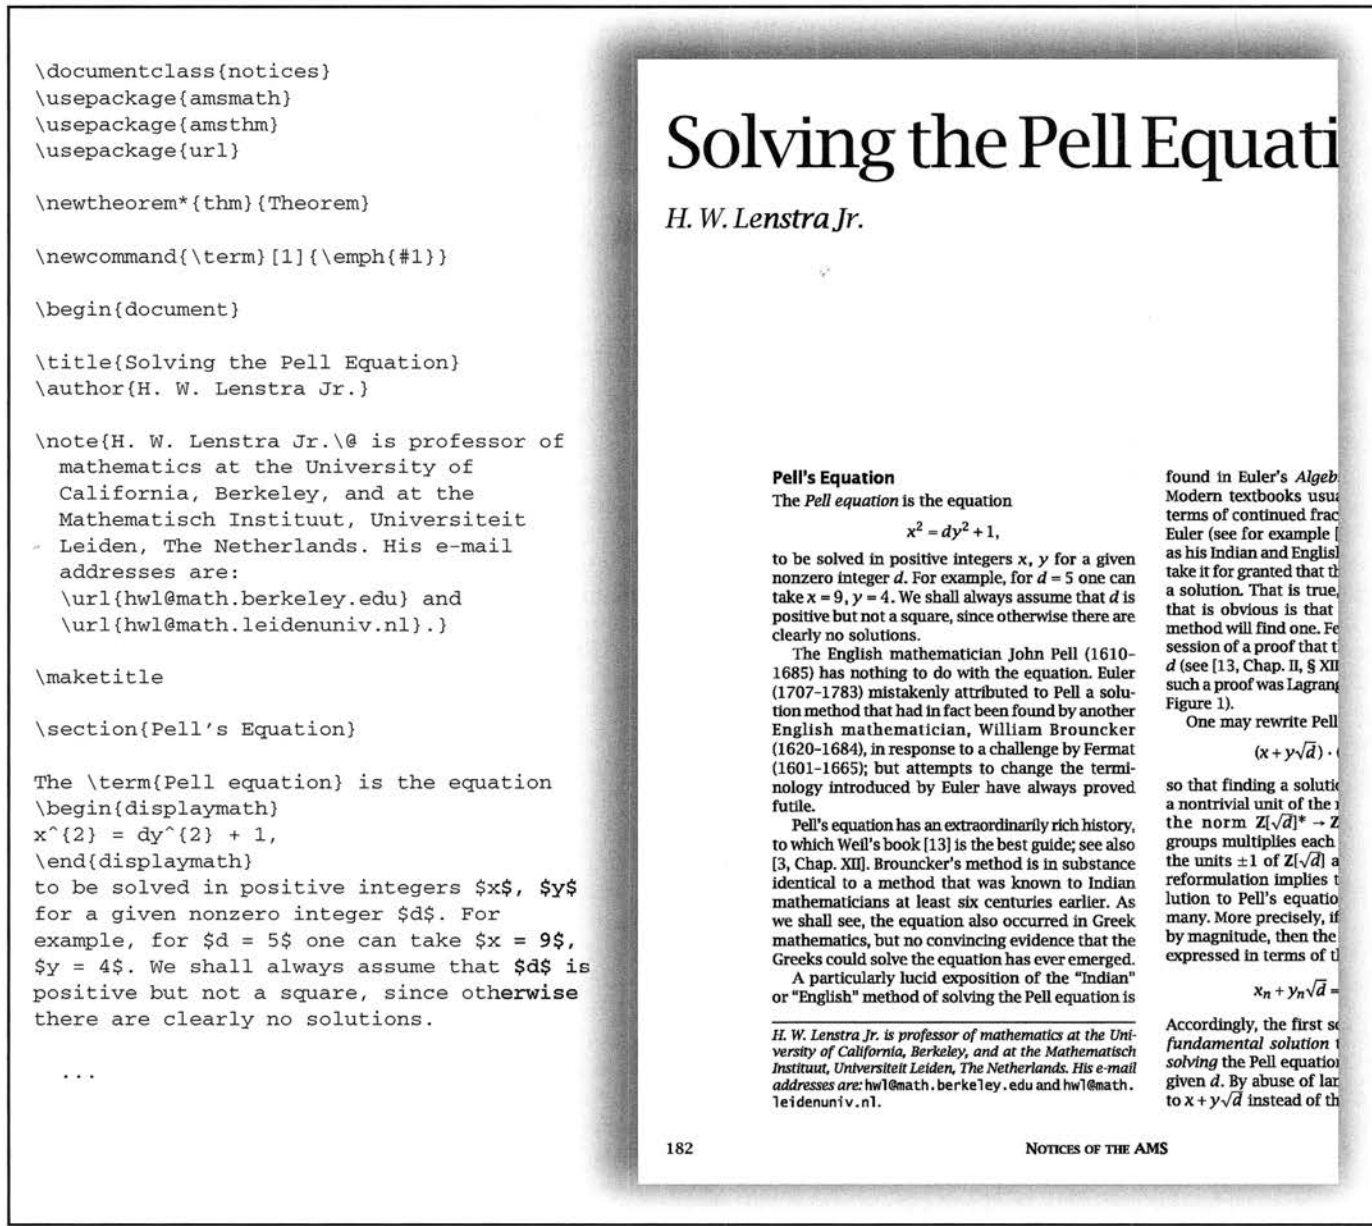 \documentclass{notices}
\usepackage{amsmath}
\usepackage{amsthm}
\usepackage{url}
\newtheorem*{thm}{Theorem}
\newcommand{\term}[1]{\emph{#1}}
\begin{document}
\title{Solving the Pell Equation}
\author{H. W. Lenstra Jr.}
\note{H. W. Lenstra Jr.\@ is professor of
mathematics at the University of
California, Berkeley, and at the
Mathematisch Instituut, Universiteit
Leiden, The Netherlands. His e-mail
addresses are:
\url{hwl@math.berkeley.edu} and
\url{hwl@math.leidenuniv.nl}.}
\maketitle
\section{Pell's Equation}
The \term{Pell equation} is the equation
\begin{displaymath}
x^{2} = dy^{2} + 1,
\end{displaymath}
to be solved in positive integers $x$, $y$
for a given nonzero integer $d$. For
example, for $d = 5$ one can take $x = 9$,
$y = 4$. We shall always assume that $d$ is
positive but not a square, since otherwise
there are clearly no solutions.
...
Solving the Pell Equati
H. W. Lenstra Jr.
Pell's Equation
The Pell equation is the equation
x² = dy² + 1,
to be solved in positive integers x, y for a given
nonzero integer d. For example, for d = 5 one can
take x = 9, y = 4. We shall always assume that d is
positive but not a square, since otherwise there are
clearly no solutions.
The English mathematician John Pell (1610–
1685) has nothing to do with the equation. Euler
(1707–1783) mistakenly attributed to Pell a solu-
tion method that had in fact been found by another
English mathematician, William Brouncker
(1620–1684), in response to a challenge by Fermat
(1601–1665); but attempts to change the termi-
nology introduced by Euler have always proved
futile.
Pell's equation has an extraordinarily rich history,
to which Weil's book [13] is the best guide; see also
[3, Chap. XII]. Brouncker's method is in substance
identical to a method that was known to Indian
mathematicians at least six centuries earlier. As
we shall see, the equation also occurred in Greek
mathematics, but no convincing evidence that the
Greeks could solve the equation has ever emerged.
A particularly lucid exposition of the "Indian"
or "English" method of solving the Pell equation is
H. W. Lenstra Jr. is professor of mathematics at the Uni-
versity of California, Berkeley, and at the Mathematisch
Instituut, Universiteit Leiden, The Netherlands. His e-mail
addresses are: hwl@math.berkeley.edu and hwl@math.
leidenuniv.nl.
found in Euler's Algeb
Modern textbooks usua
terms of continued frac
Euler (see for example [
as his Indian and Englis
take it for granted that th
a solution. That is true,
that is obvious is that
method will find one. Fe
session of a proof that t
d (see [13, Chap. II, § XII
such a proof was Lagrang
Figure 1).
One may rewrite Pell
(x + y√d) · (
so that finding a solutio
a nontrivial unit of the
the norm Z[√d]* → Z
groups multiplies each
the units ±1 of Z[√d] a
reformulation implies t
lution to Pell's equatio
many. More precisely, if
by magnitude, then the
expressed in terms of t
xₙ + yₙ√d =
Accordingly, the first so
fundamental solution t
solving the Pell equation
given d. By abuse of lan
to x + y√d instead of th
182
NOTICES OF THE AMS